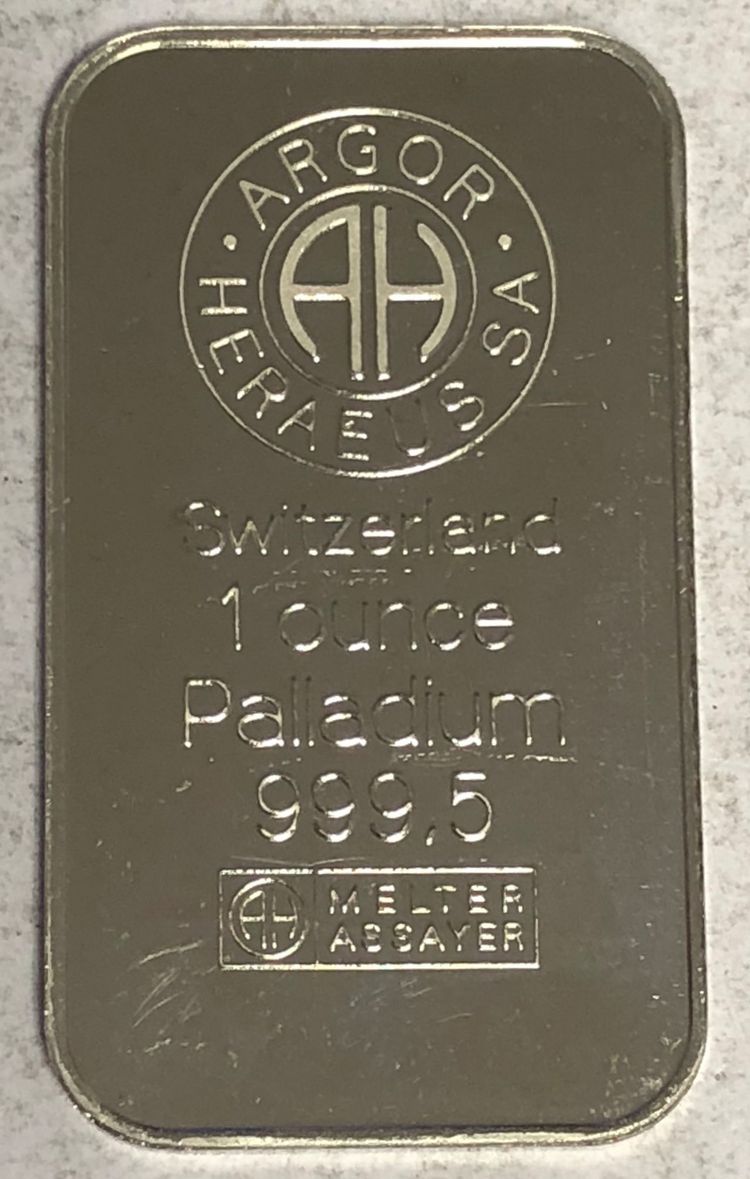 · ARGOR ·
HERAEUS SA
AH
Switzerland
1 ounce
Palladium
999,5
AH
MELTER
ASSAYER